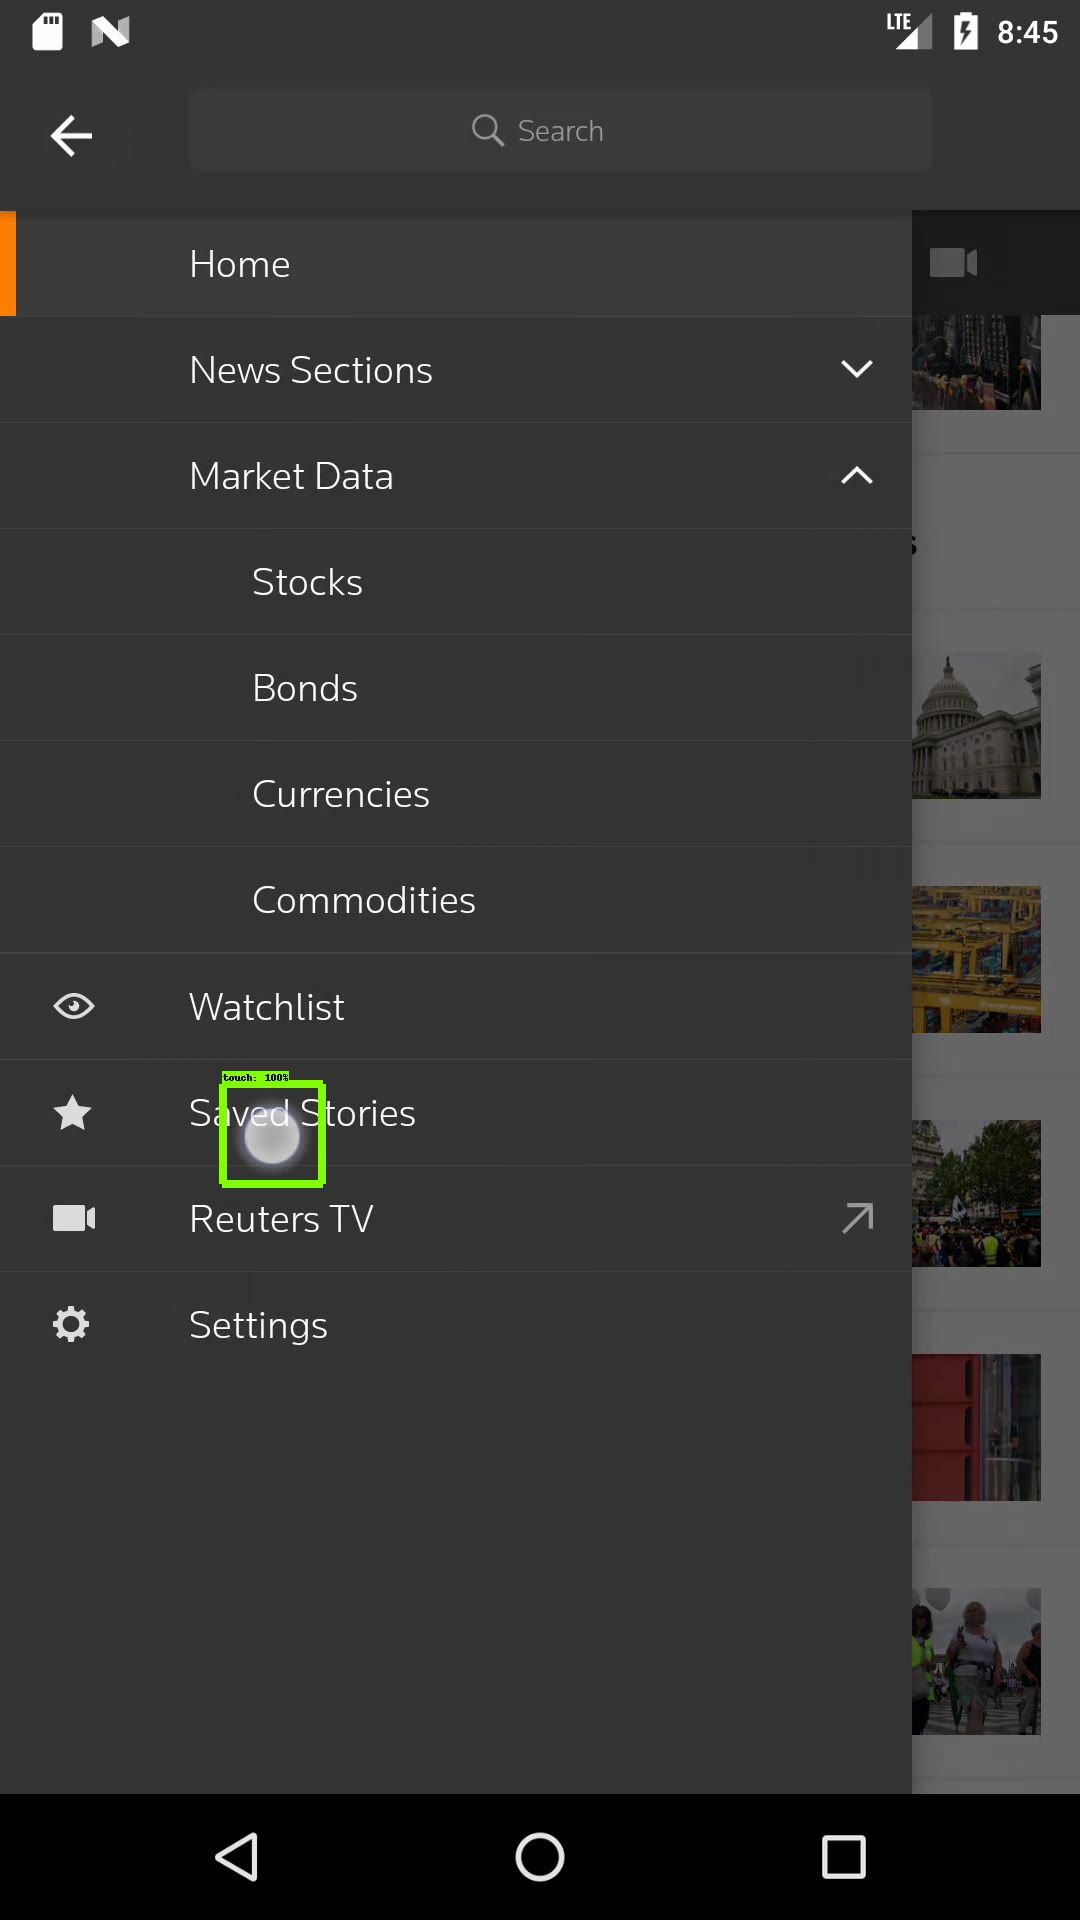 LTE 8:45
Search
Home
News Sections
Market Data
Stocks
Bonds
Currencies
Commodities
Watchlist
touch: 100%
Saved Stories
Reuters TV
Settings